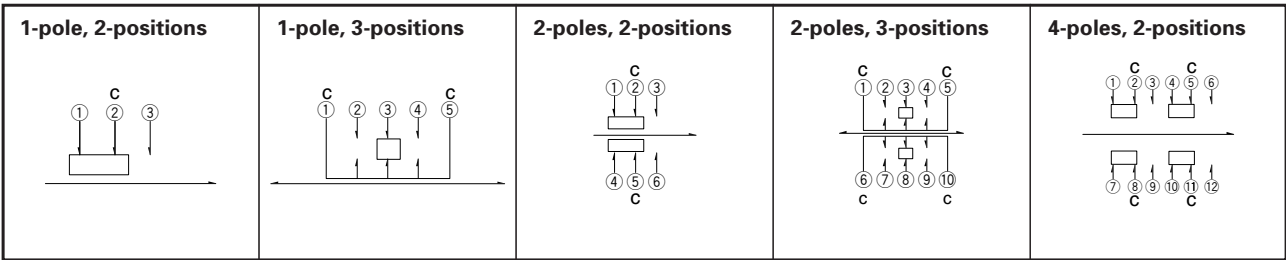 1-pole, 2-positions
C
① ② ③
1-pole, 3-positions
C C
① ② ③ ④ ⑤
2-poles, 2-positions
C
① ② ③
④ ⑤ ⑥
C
2-poles, 3-positions
C C
① ② ③ ④ ⑤
⑥ ⑦ ⑧ ⑨ ⑩
C C
4-poles, 2-positions
C C
① ② ③ ④ ⑤ ⑥
⑦ ⑧ ⑨ ⑩ ⑪ ⑫
C C